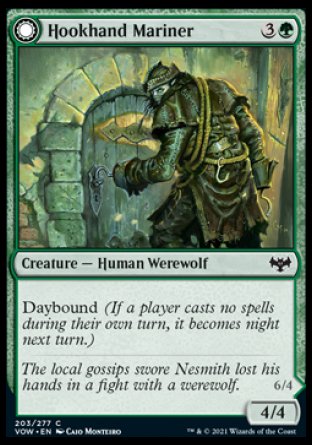 Hookhand Mariner 3
Creature — Human Werewolf
Daybound (If a player casts no spells
during their own turn, it becomes night
next turn.)
The local gossips swore Nesmith lost his
hands in a fight with a werewolf.
6/4
4/4
203/277 C
VOW • EN CAIO MONTEIRO
™ & © 2021 Wizards of the Coast